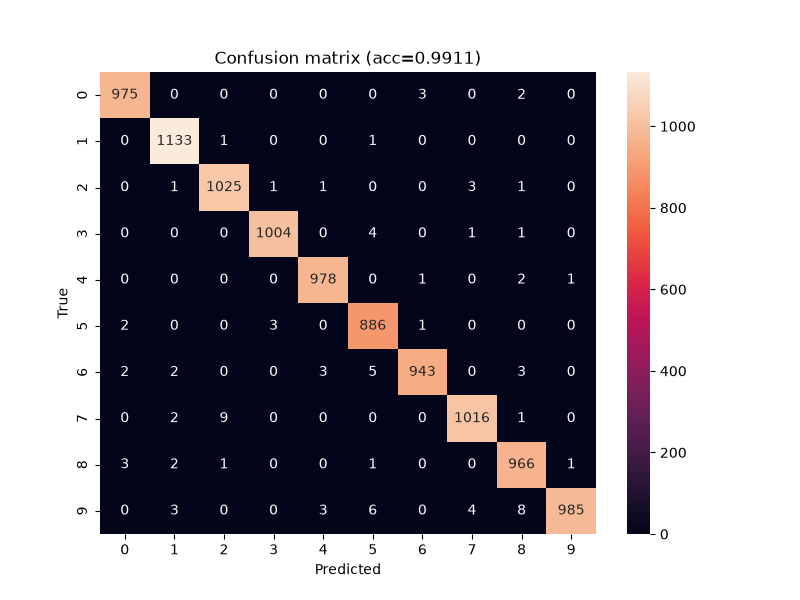 Confusion matrix (acc=0.9911)
0 975 0 0 0 0 0 3 0 2 0
1 0 1133 1 0 0 1 0 0 0 0
2 0 1 1025 1 1 0 0 3 1 0
3 0 0 0 1004 0 4 0 1 1 0
4 0 0 0 0 978 0 1 0 2 1
5 2 0 0 3 0 886 1 0 0 0
6 2 2 0 0 3 5 943 0 3 0
7 0 2 9 0 0 0 0 1016 1 0
8 3 2 1 0 0 1 0 0 966 1
9 0 3 0 0 3 6 0 4 8 985
0 1 2 3 4 5 6 7 8 9
Predicted
True
1000
800
600
400
200
0